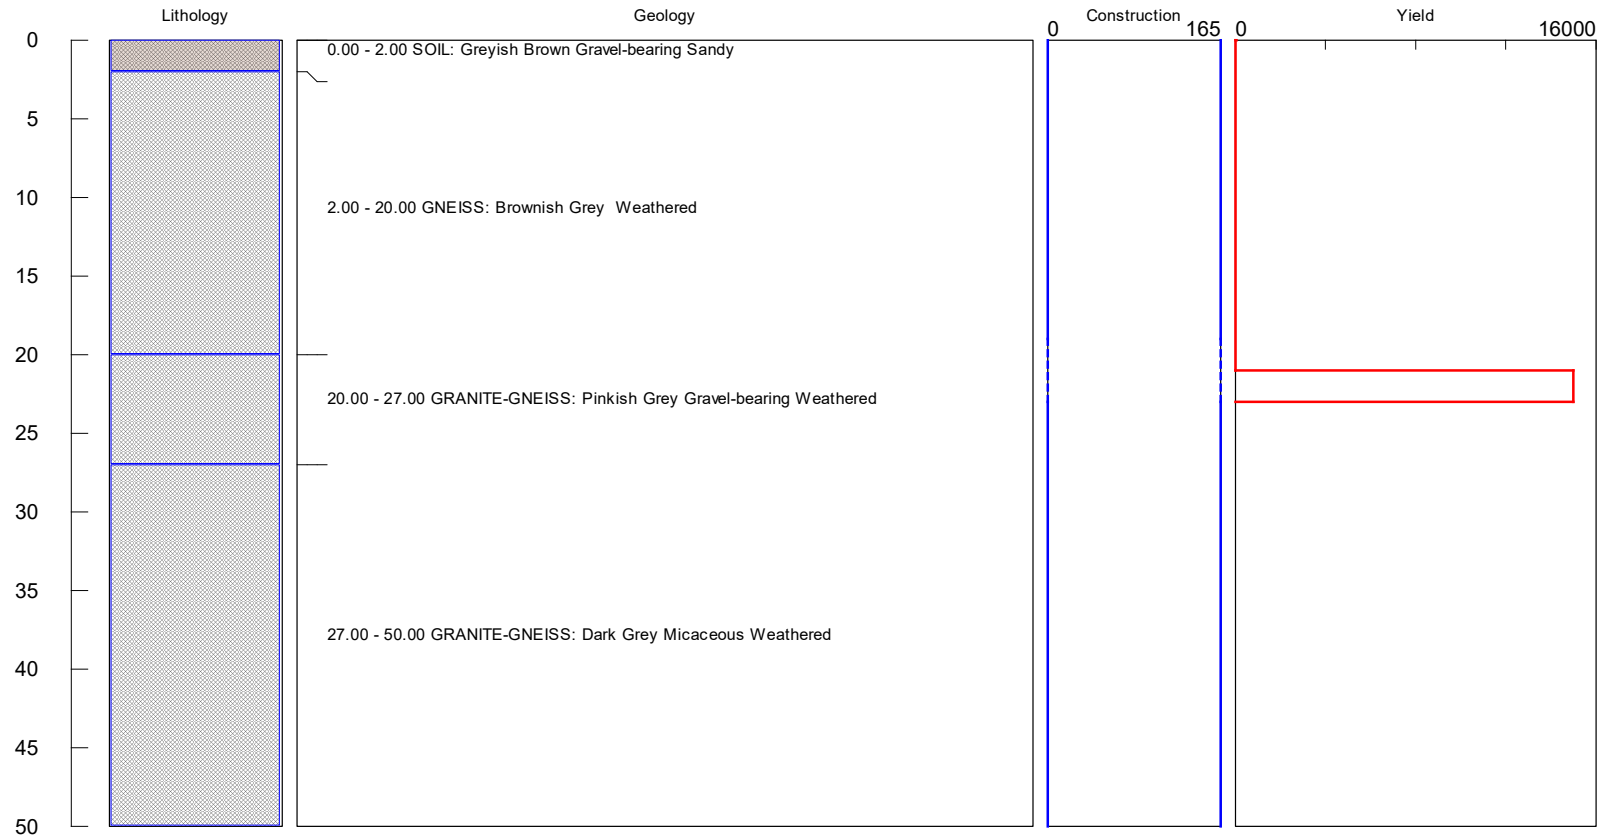 Lithology
Geology
Construction
Yield
0 165
0 16000
0
0.00 - 2.00 SOIL: Greyish Brown Gravel-bearing Sandy
5
10
2.00 - 20.00 GNEISS: Brownish Grey  Weathered
15
20
20.00 - 27.00 GRANITE-GNEISS: Pinkish Grey Gravel-bearing Weathered
25
30
35
27.00 - 50.00 GRANITE-GNEISS: Dark Grey Micaceous Weathered
40
45
50